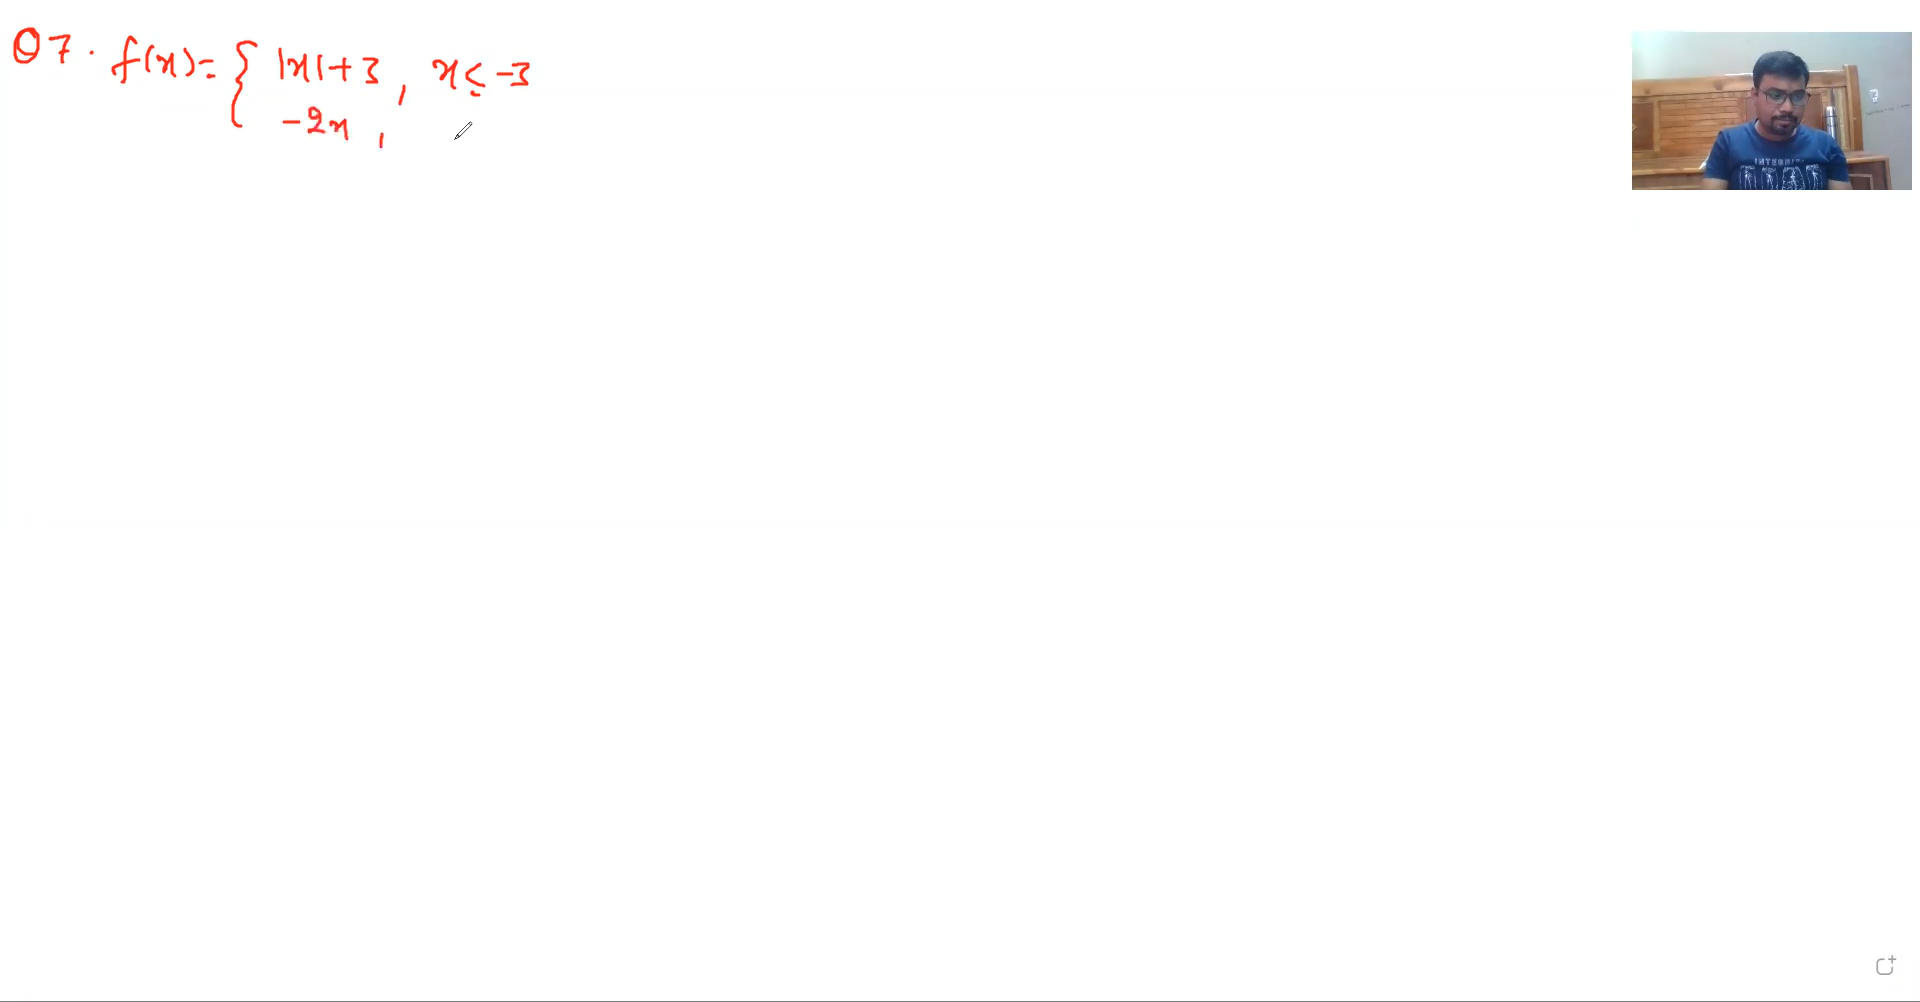 Q7. f(x) = { |x| + 3 , x ≤ -3
-2x ,